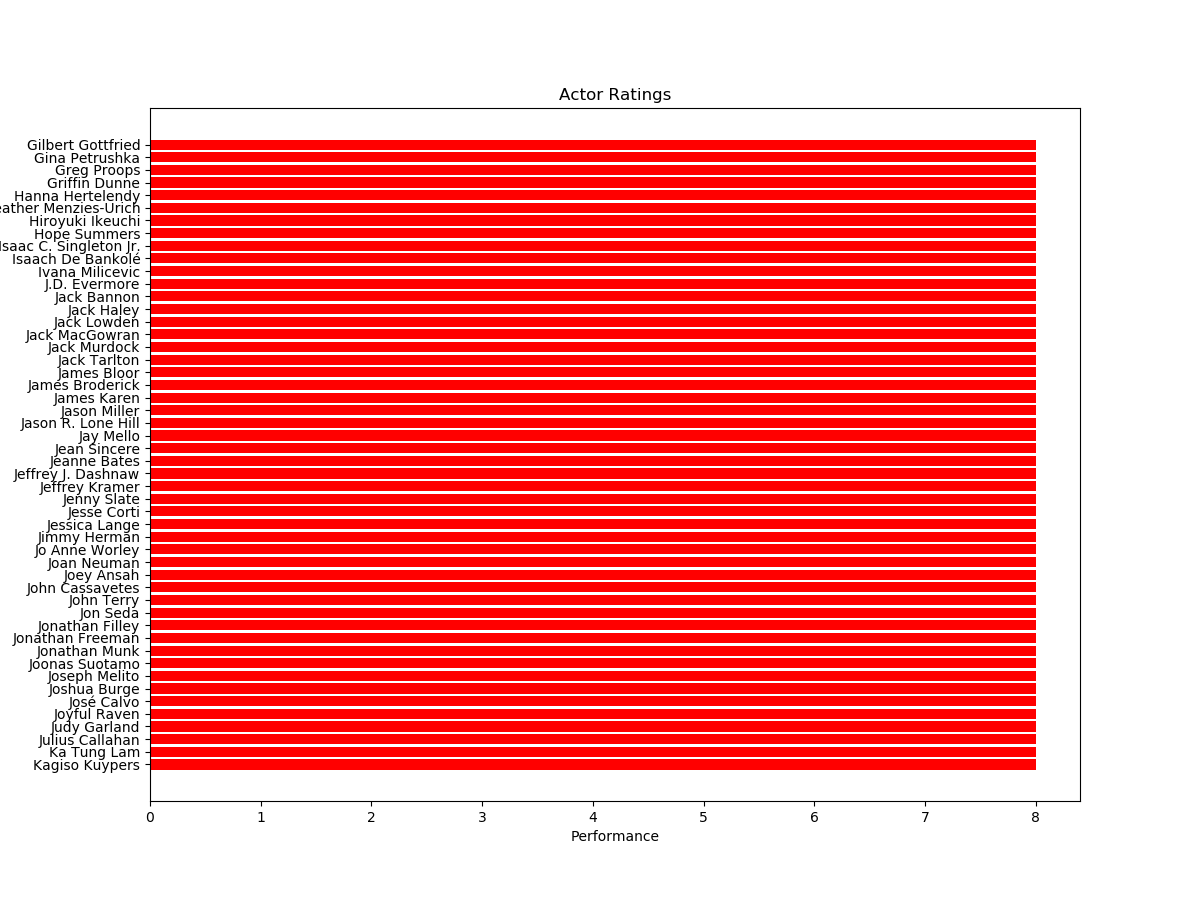 Actor Ratings
Gilbert Gottfried
Gina Petrushka
Greg Proops
Griffin Dunne
Hanna Hertelendy
eather Menzies-Urich
Hiroyuki Ikeuchi
Hope Summers
Isaac C. Singleton Jr.
Isaach De Bankolé
Ivana Milicevic
J.D. Evermore
Jack Bannon
Jack Haley
Jack Lowden
Jack MacGowran
Jack Murdock
Jack Tarlton
James Bloor
James Broderick
James Karen
Jason Miller
Jason R. Lone Hill
Jay Mello
Jean Sincere
Jeanne Bates
Jeffrey J. Dashnaw
Jeffrey Kramer
Jenny Slate
Jesse Corti
Jessica Lange
Jimmy Herman
Jo Anne Worley
Joan Neuman
Joey Ansah
John Cassavetes
John Terry
Jon Seda
Jonathan Filley
Jonathan Freeman
Jonathan Munk
Joonas Suotamo
Joseph Melito
Joshua Burge
José Calvo
Joyful Raven
Judy Garland
Julius Callahan
Ka Tung Lam
Kagiso Kuypers
0 1 2 3 4 5 6 7 8
Performance